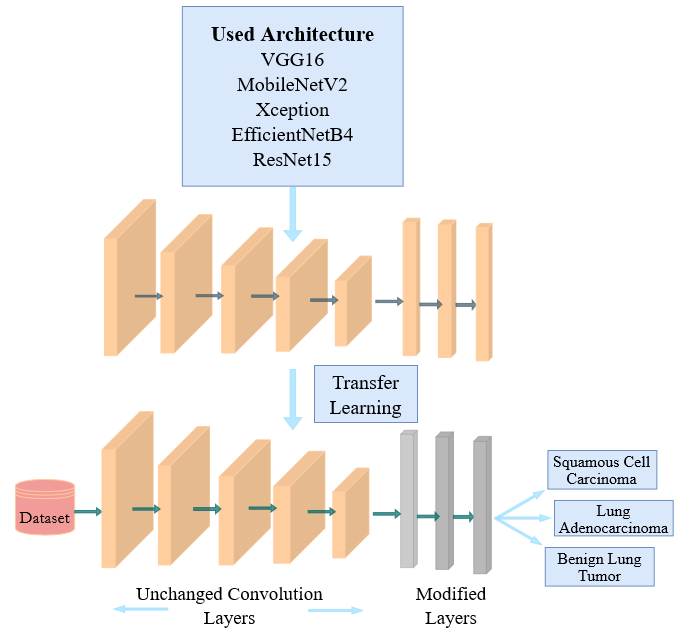 Used Architecture
VGG16
MobileNetV2
Xception
EfficientNetB4
ResNet15
Transfer
Learning
Dataset
Squamous Cell
Carcinoma
Lung
Adenocarcinoma
Benign Lung
Tumor
Unchanged Convolution
Layers
Modified
Layers